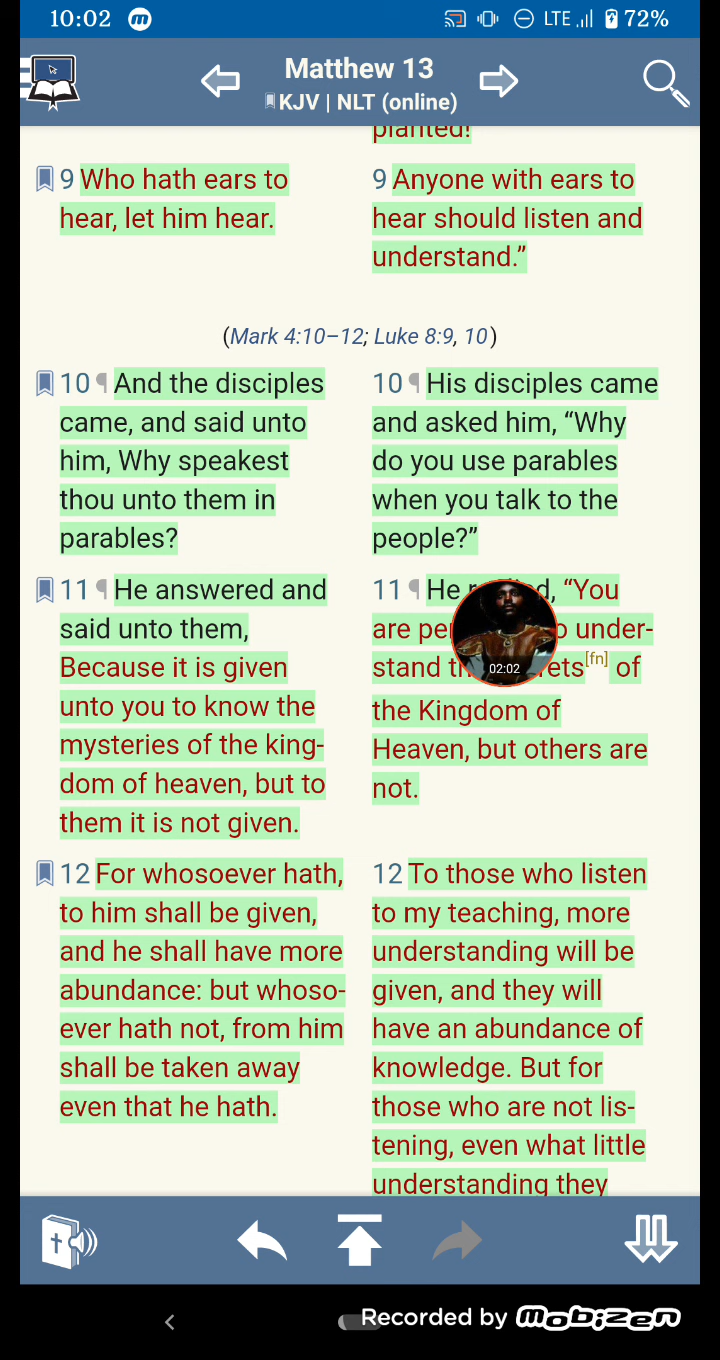 10:02 m LTE 72%
Matthew 13
KJV | NLT (online)
planted!
9 Who hath ears to
hear, let him hear.
9 Anyone with ears to
hear should listen and
understand.”
(Mark 4:10–12; Luke 8:9, 10)
10 ¶ And the disciples
came, and said unto
him, Why speakest
thou unto them in
parables?
10 ¶ His disciples came
and asked him, “Why
do you use parables
when you talk to the
people?”
11 ¶ He answered and
said unto them,
Because it is given
unto you to know the
mysteries of the king-
dom of heaven, but to
them it is not given.
11 ¶ He “You
are under-
stand [fn] of
the Kingdom of
Heaven, but others are
not.
02:02
12 For whosoever hath,
to him shall be given,
and he shall have more
abundance: but whoso-
ever hath not, from him
shall be taken away
even that he hath.
12 To those who listen
to my teaching, more
understanding will be
given, and they will
have an abundance of
knowledge. But for
those who are not lis-
tening, even what little
understanding they
Recorded by mobizen